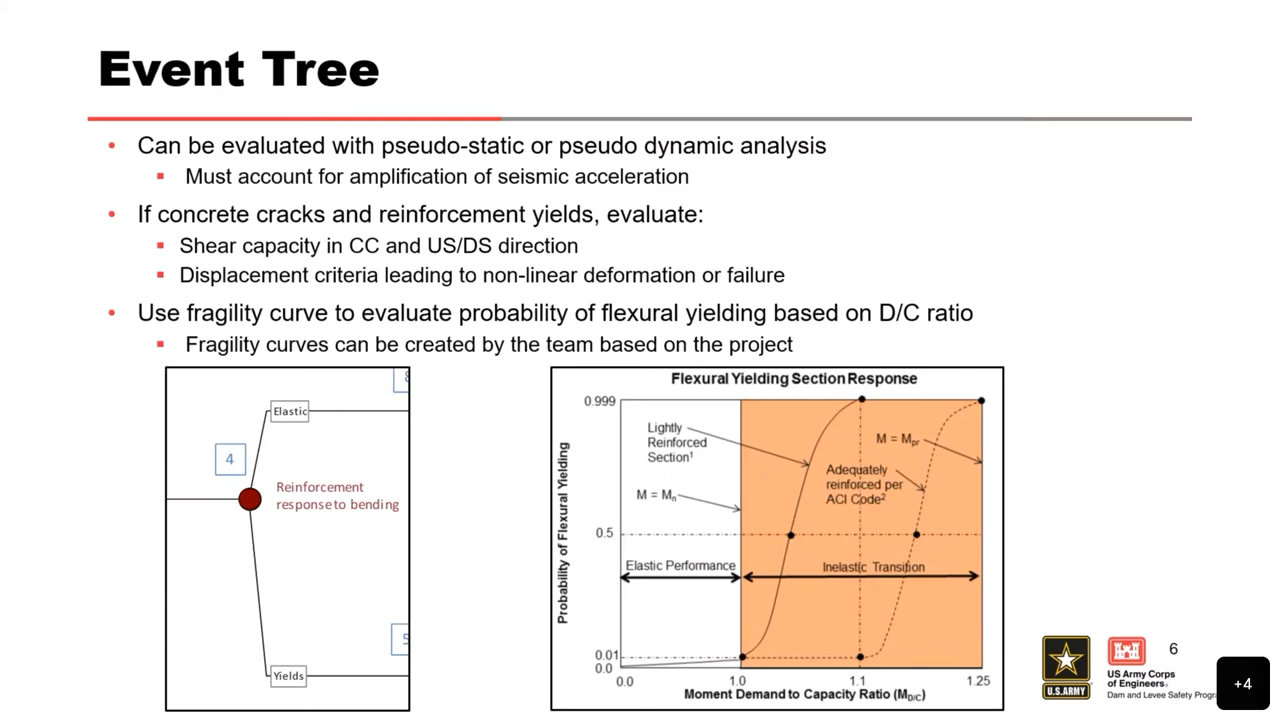 Event Tree
Can be evaluated with pseudo-static or pseudo dynamic analysis
Must account for amplification of seismic acceleration
If concrete cracks and reinforcement yields, evaluate:
Shear capacity in CC and US/DS direction
Displacement criteria leading to non-linear deformation or failure
Use fragility curve to evaluate probability of flexural yielding based on D/C ratio
Fragility curves can be created by the team based on the project
Elastic
4
Reinforcement
response to bending
5
Yields
Flexural Yielding Section Response
Probability of Flexural Yielding
0.999
0.5
0.01
0.0
Lightly
Reinforced
Section¹
M = Mn
M = Mpr
Adequately
reinforced per
ACI Code²
Elastic Performance
Inelastic Transition
0.0
1.0
1.1
1.25
Moment Demand to Capacity Ratio (MD/C)
U.S. ARMY
US Army Corps
of Engineers®
Dam and Levee Safety
6
+4